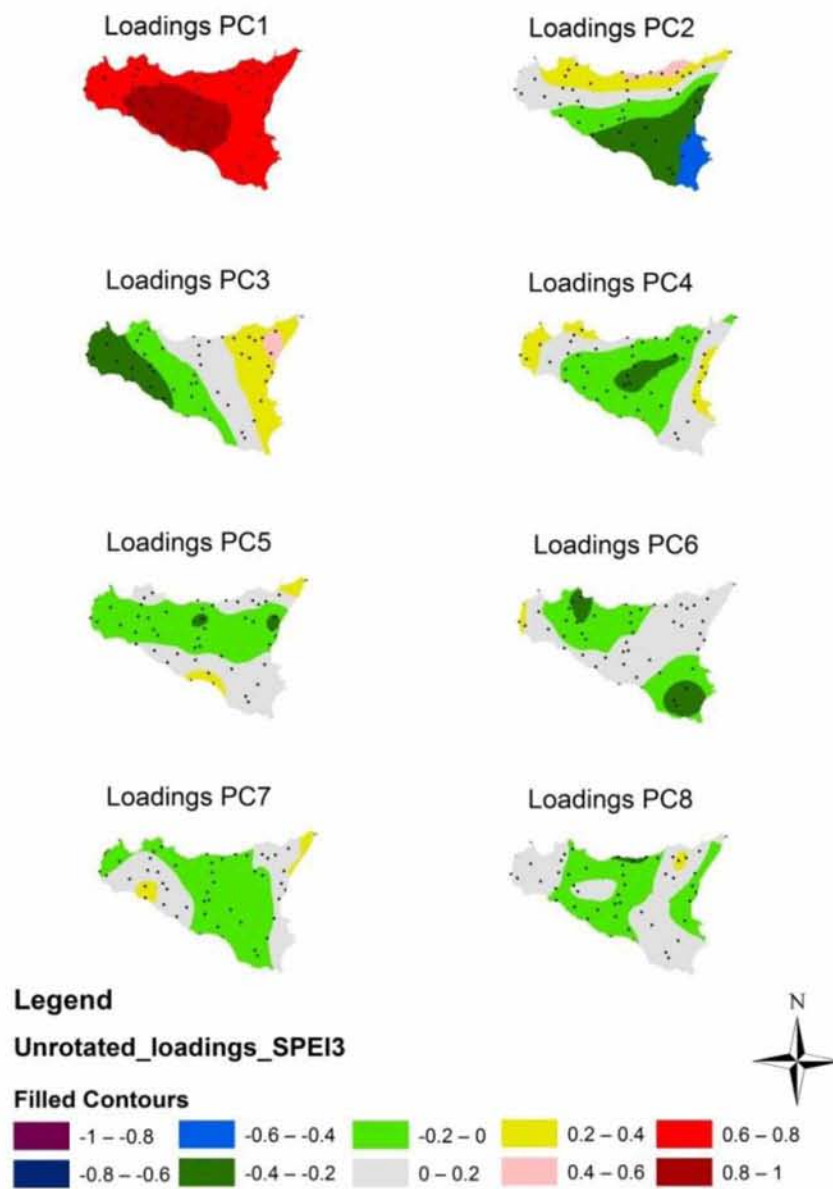 Loadings PC1
Loadings PC2
Loadings PC3
Loadings PC4
Loadings PC5
Loadings PC6
Loadings PC7
Loadings PC8
Legend
N
Unrotated_loadings_SPEI3
Filled Contours
-1 – -0.8
-0.6 – -0.4
-0.2 – 0
0.2 – 0.4
0.6 – 0.8
-0.8 – -0.6
-0.4 – -0.2
0 – 0.2
0.4 – 0.6
0.8 – 1